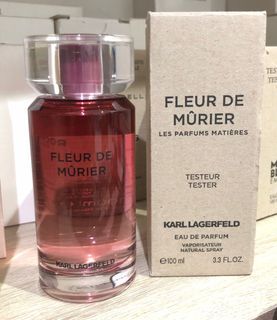 FLEUR DE
MÛRIER
KARL LAGERFELD
FLEUR DE
MÛRIER
LES PARFUMS MATIÈRES
TESTEUR
TESTER
KARL LAGERFELD
EAU DE PARFUM
VAPORISATEUR
NATURAL SPRAY
℮100 ml 3.3 FL.OZ.